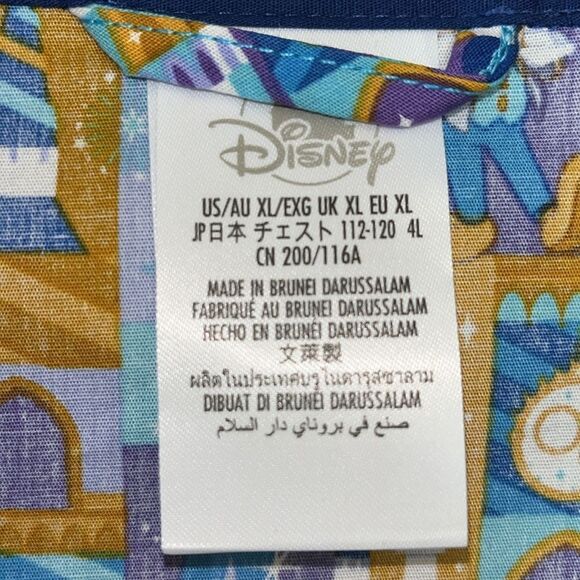 Disney
US/AU XL/EXG UK XL EU XL
JP日本 チェスト 112-120 4L
CN 200/116A
MADE IN BRUNEI DARUSSALAM
FABRIQUÉ AU BRUNEI DARUSSALAM
HECHO EN BRUNÉI DARUSSALAM
文萊製
ผลิตในประเทศบรูไนดารุสซาลาม
DIBUAT DI BRUNEI DARUSSALAM
صنع في بروناي دار السلام